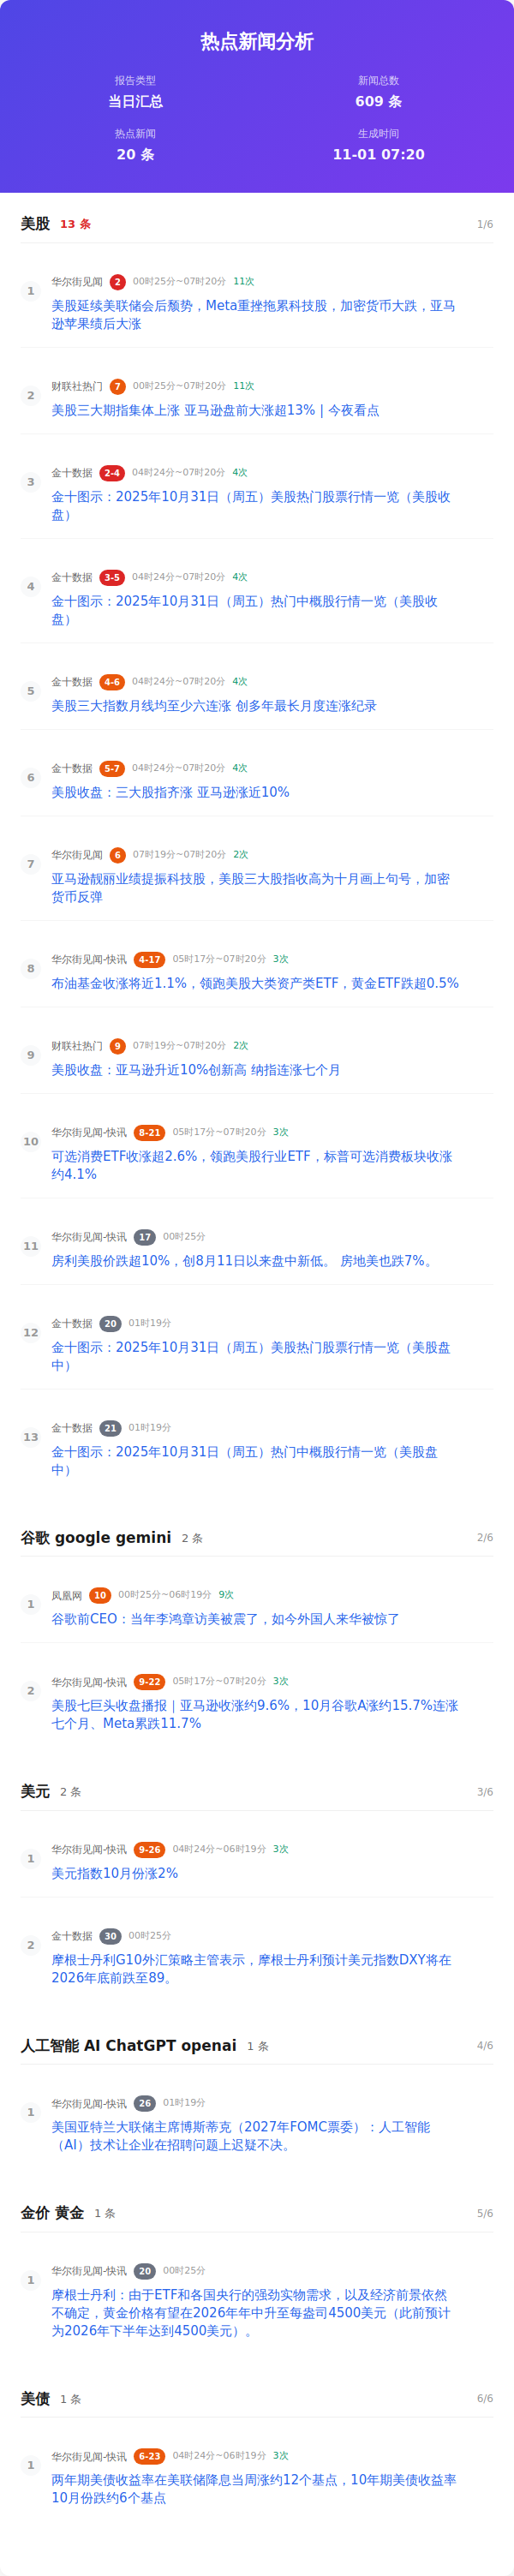 热点新闻分析
报告类型
当日汇总
新闻总数
609 条
热点新闻
20 条
生成时间
11-01 07:20
美股 13 条 1/6
1 华尔街见闻 2 00时25分~07时20分 11次
美股延续美联储会后颓势，Meta重挫拖累科技股，加密货币大跌，亚马
逊苹果绩后大涨
2 财联社热门 7 00时25分~07时20分 11次
美股三大期指集体上涨 亚马逊盘前大涨超13% | 今夜看点
3 金十数据 2-4 04时24分~07时20分 4次
金十图示：2025年10月31日（周五）美股热门股票行情一览（美股收
盘）
4 金十数据 3-5 04时24分~07时20分 4次
金十图示：2025年10月31日（周五）热门中概股行情一览（美股收
盘）
5 金十数据 4-6 04时24分~07时20分 4次
美股三大指数月线均至少六连涨 创多年最长月度连涨纪录
6 金十数据 5-7 04时24分~07时20分 4次
美股收盘：三大股指齐涨 亚马逊涨近10%
7 华尔街见闻 6 07时19分~07时20分 2次
亚马逊靓丽业绩提振科技股，美股三大股指收高为十月画上句号，加密
货币反弹
8 华尔街见闻-快讯 4-17 05时17分~07时20分 3次
布油基金收涨将近1.1%，领跑美股大类资产类ETF，黄金ETF跌超0.5%
9 财联社热门 9 07时19分~07时20分 2次
美股收盘：亚马逊升近10%创新高 纳指连涨七个月
10 华尔街见闻-快讯 8-21 05时17分~07时20分 3次
可选消费ETF收涨超2.6%，领跑美股行业ETF，标普可选消费板块收涨
约4.1%
11 华尔街见闻-快讯 17 00时25分
房利美股价跌超10%，创8月11日以来盘中新低。 房地美也跌7%。
12 金十数据 20 01时19分
金十图示：2025年10月31日（周五）美股热门股票行情一览（美股盘
中）
13 金十数据 21 01时19分
金十图示：2025年10月31日（周五）热门中概股行情一览（美股盘
中）
谷歌 google gemini 2 条 2/6
1 凤凰网 10 00时25分~06时19分 9次
谷歌前CEO：当年李鸿章访美被震了，如今外国人来华被惊了
2 华尔街见闻-快讯 9-22 05时17分~07时20分 3次
美股七巨头收盘播报｜亚马逊收涨约9.6%，10月谷歌A涨约15.7%连涨
七个月、Meta累跌11.7%
美元 2 条 3/6
1 华尔街见闻-快讯 9-26 04时24分~06时19分 3次
美元指数10月份涨2%
2 金十数据 30 00时25分
摩根士丹利G10外汇策略主管表示，摩根士丹利预计美元指数DXY将在
2026年底前跌至89。
人工智能 AI ChatGPT openai 1 条 4/6
1 华尔街见闻-快讯 26 01时19分
美国亚特兰大联储主席博斯蒂克（2027年FOMC票委）：人工智能
（AI）技术让企业在招聘问题上迟疑不决。
金价 黄金 1 条 5/6
1 华尔街见闻-快讯 20 00时25分
摩根士丹利：由于ETF和各国央行的强劲实物需求，以及经济前景依然
不确定，黄金价格有望在2026年年中升至每盎司4500美元（此前预计
为2026年下半年达到4500美元）。
美债 1 条 6/6
1 华尔街见闻-快讯 6-23 04时24分~06时19分 3次
两年期美债收益率在美联储降息当周涨约12个基点，10年期美债收益率
10月份跌约6个基点